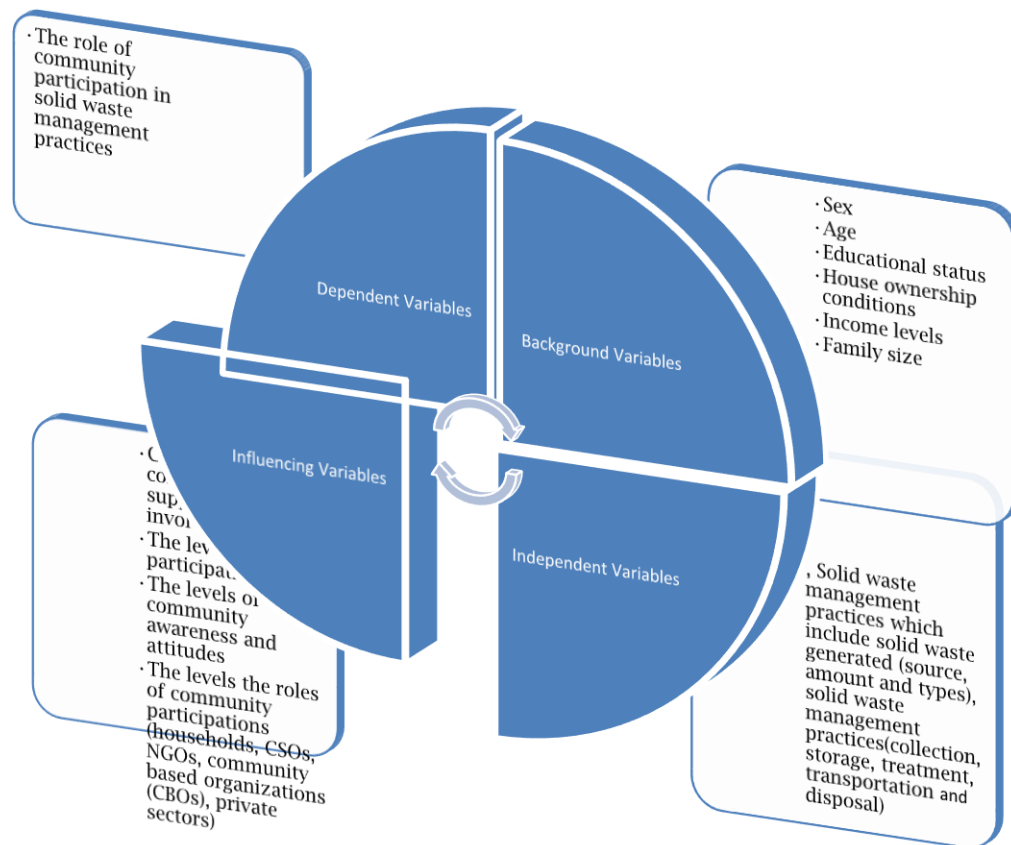 · The role of
community
participation in
solid waste
management
practices
Dependent Variables
Background Variables
· Sex
· Age
· Educational status
· House ownership
conditions
· Income levels
· Family size
Influencing Variables
·
· The
· The levels of
community
awareness and
attitudes
· The levels the roles
of community
participations
(households, CSOs,
NGOs, community
based organizations
(CBOs), private
sectors)
Independent Variables
, Solid waste
management
practices which
include solid waste
generated (source,
amount and types),
solid waste
management
practices(collection,
storage, treatment,
transportation and
disposal)